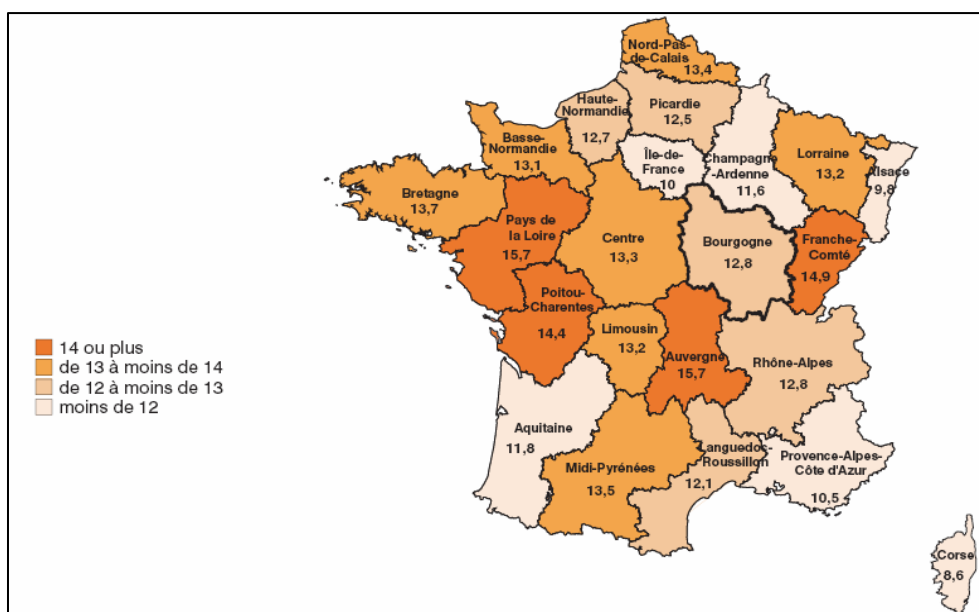 Nord-Pas-
de-Calais
13,4
Haute-
Normandie
12,7
Picardie
12,5
Basse-
Normandie
13,1
Île-de-
France
10
Champagne
-Ardenne
11,6
Lorraine
13,2
Alsace
9,8
Bretagne
13,7
Pays de
la Loire
15,7
Centre
13,3
Bourgogne
12,8
Franche-
Comté
14,9
Poitou-
Charentes
14,4
Limousin
13,2
Auvergne
15,7
Rhône-Alpes
12,8
14 ou plus
de 13 à moins de 14
de 12 à moins de 13
moins de 12
Aquitaine
11,8
Midi-Pyrénées
13,5
Languedoc-
Roussillon
12,1
Provence-Alpes-
Côte d'Azur
10,5
Corse
8,6